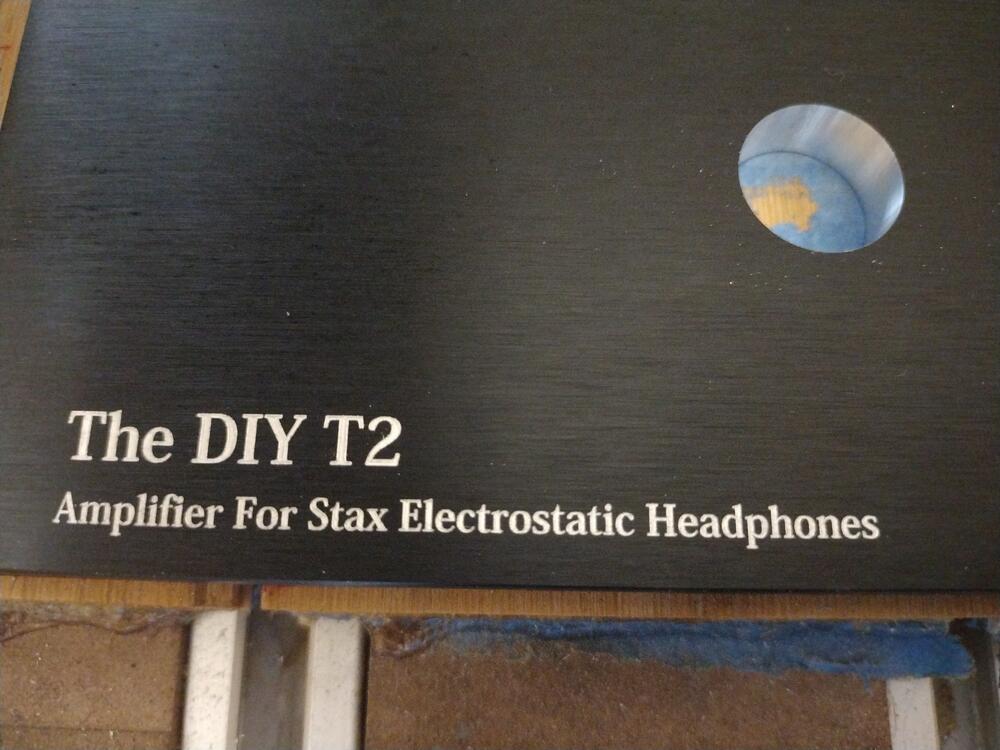 The DIY T2
Amplifier For Stax Electrostatic Headphones